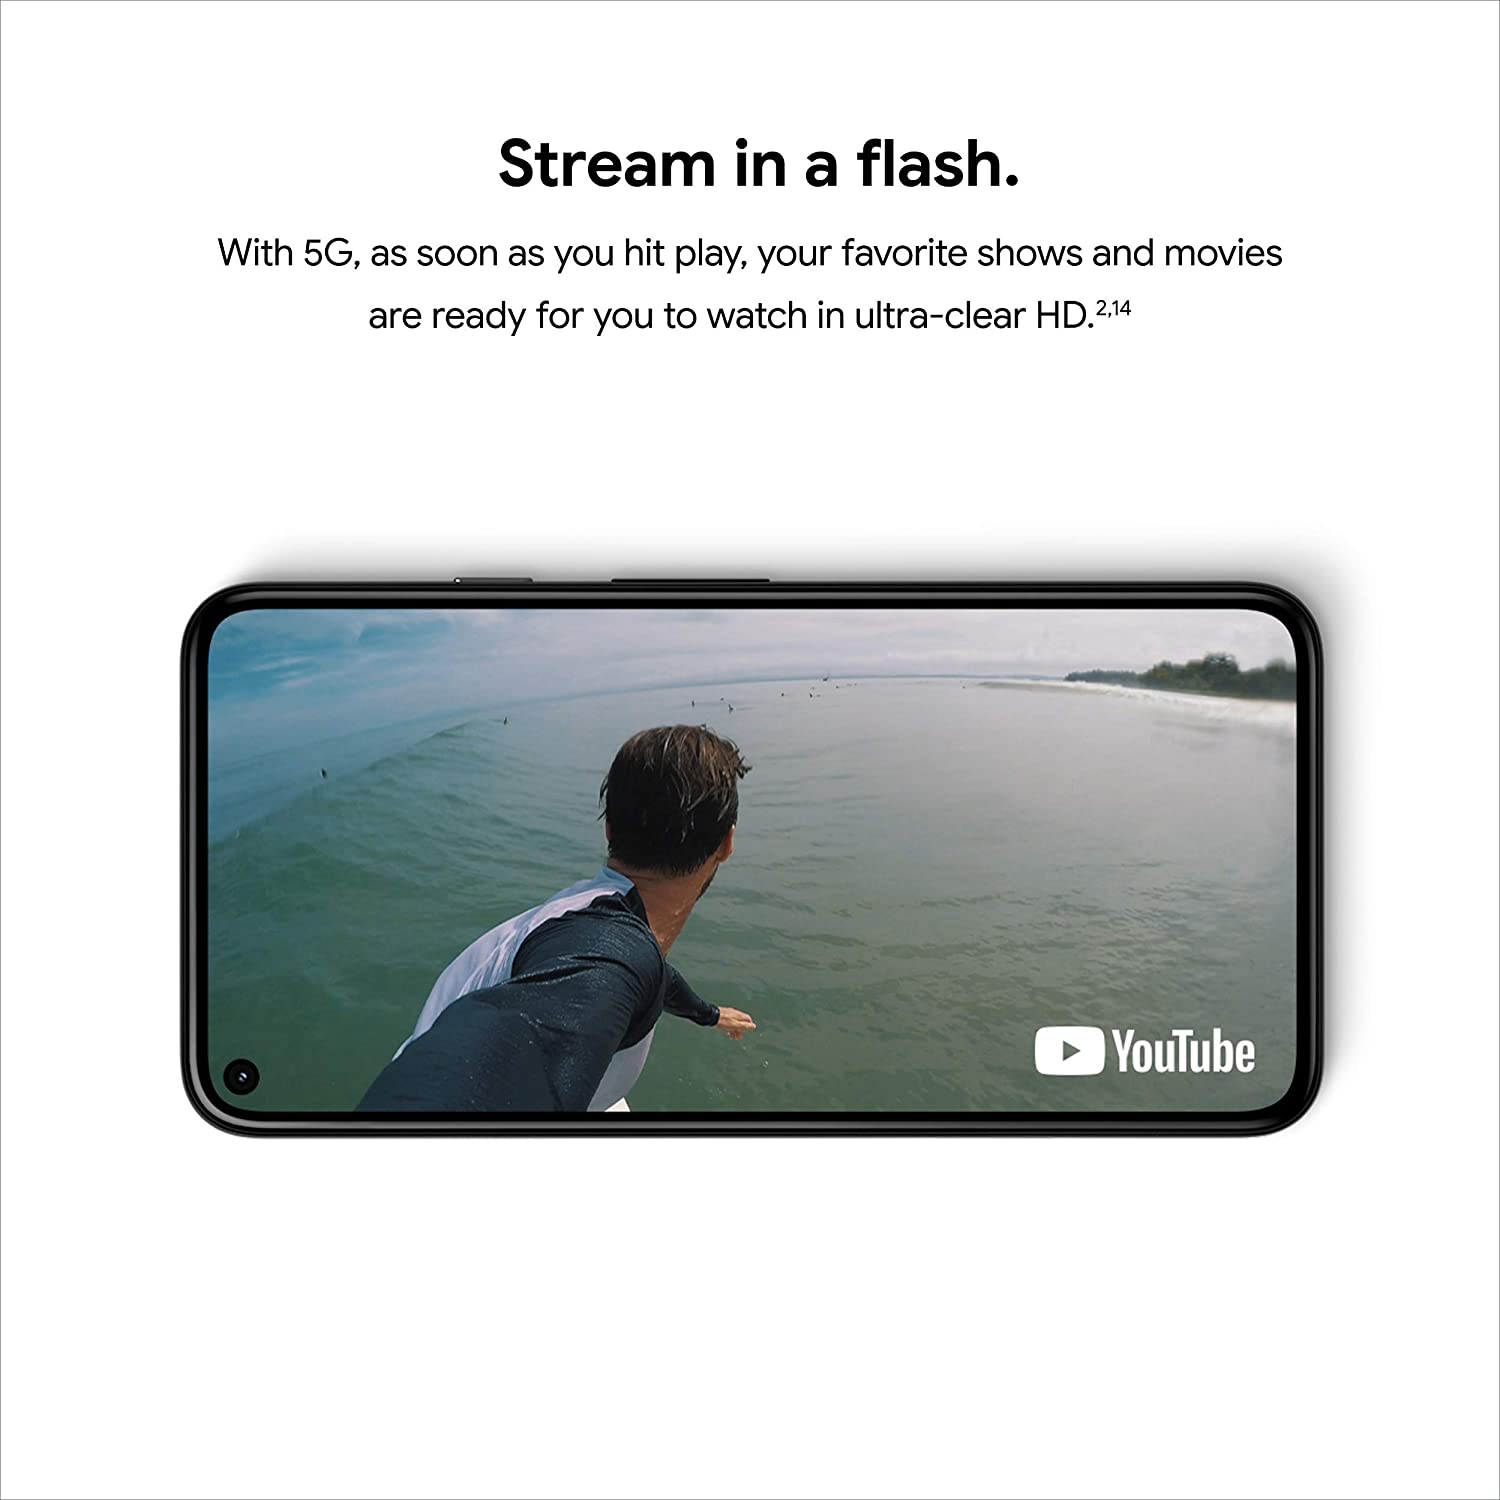 Stream in a flash.
With 5G, as soon as you hit play, your favorite shows and movies
are ready for you to watch in ultra-clear HD.2,14
YouTube